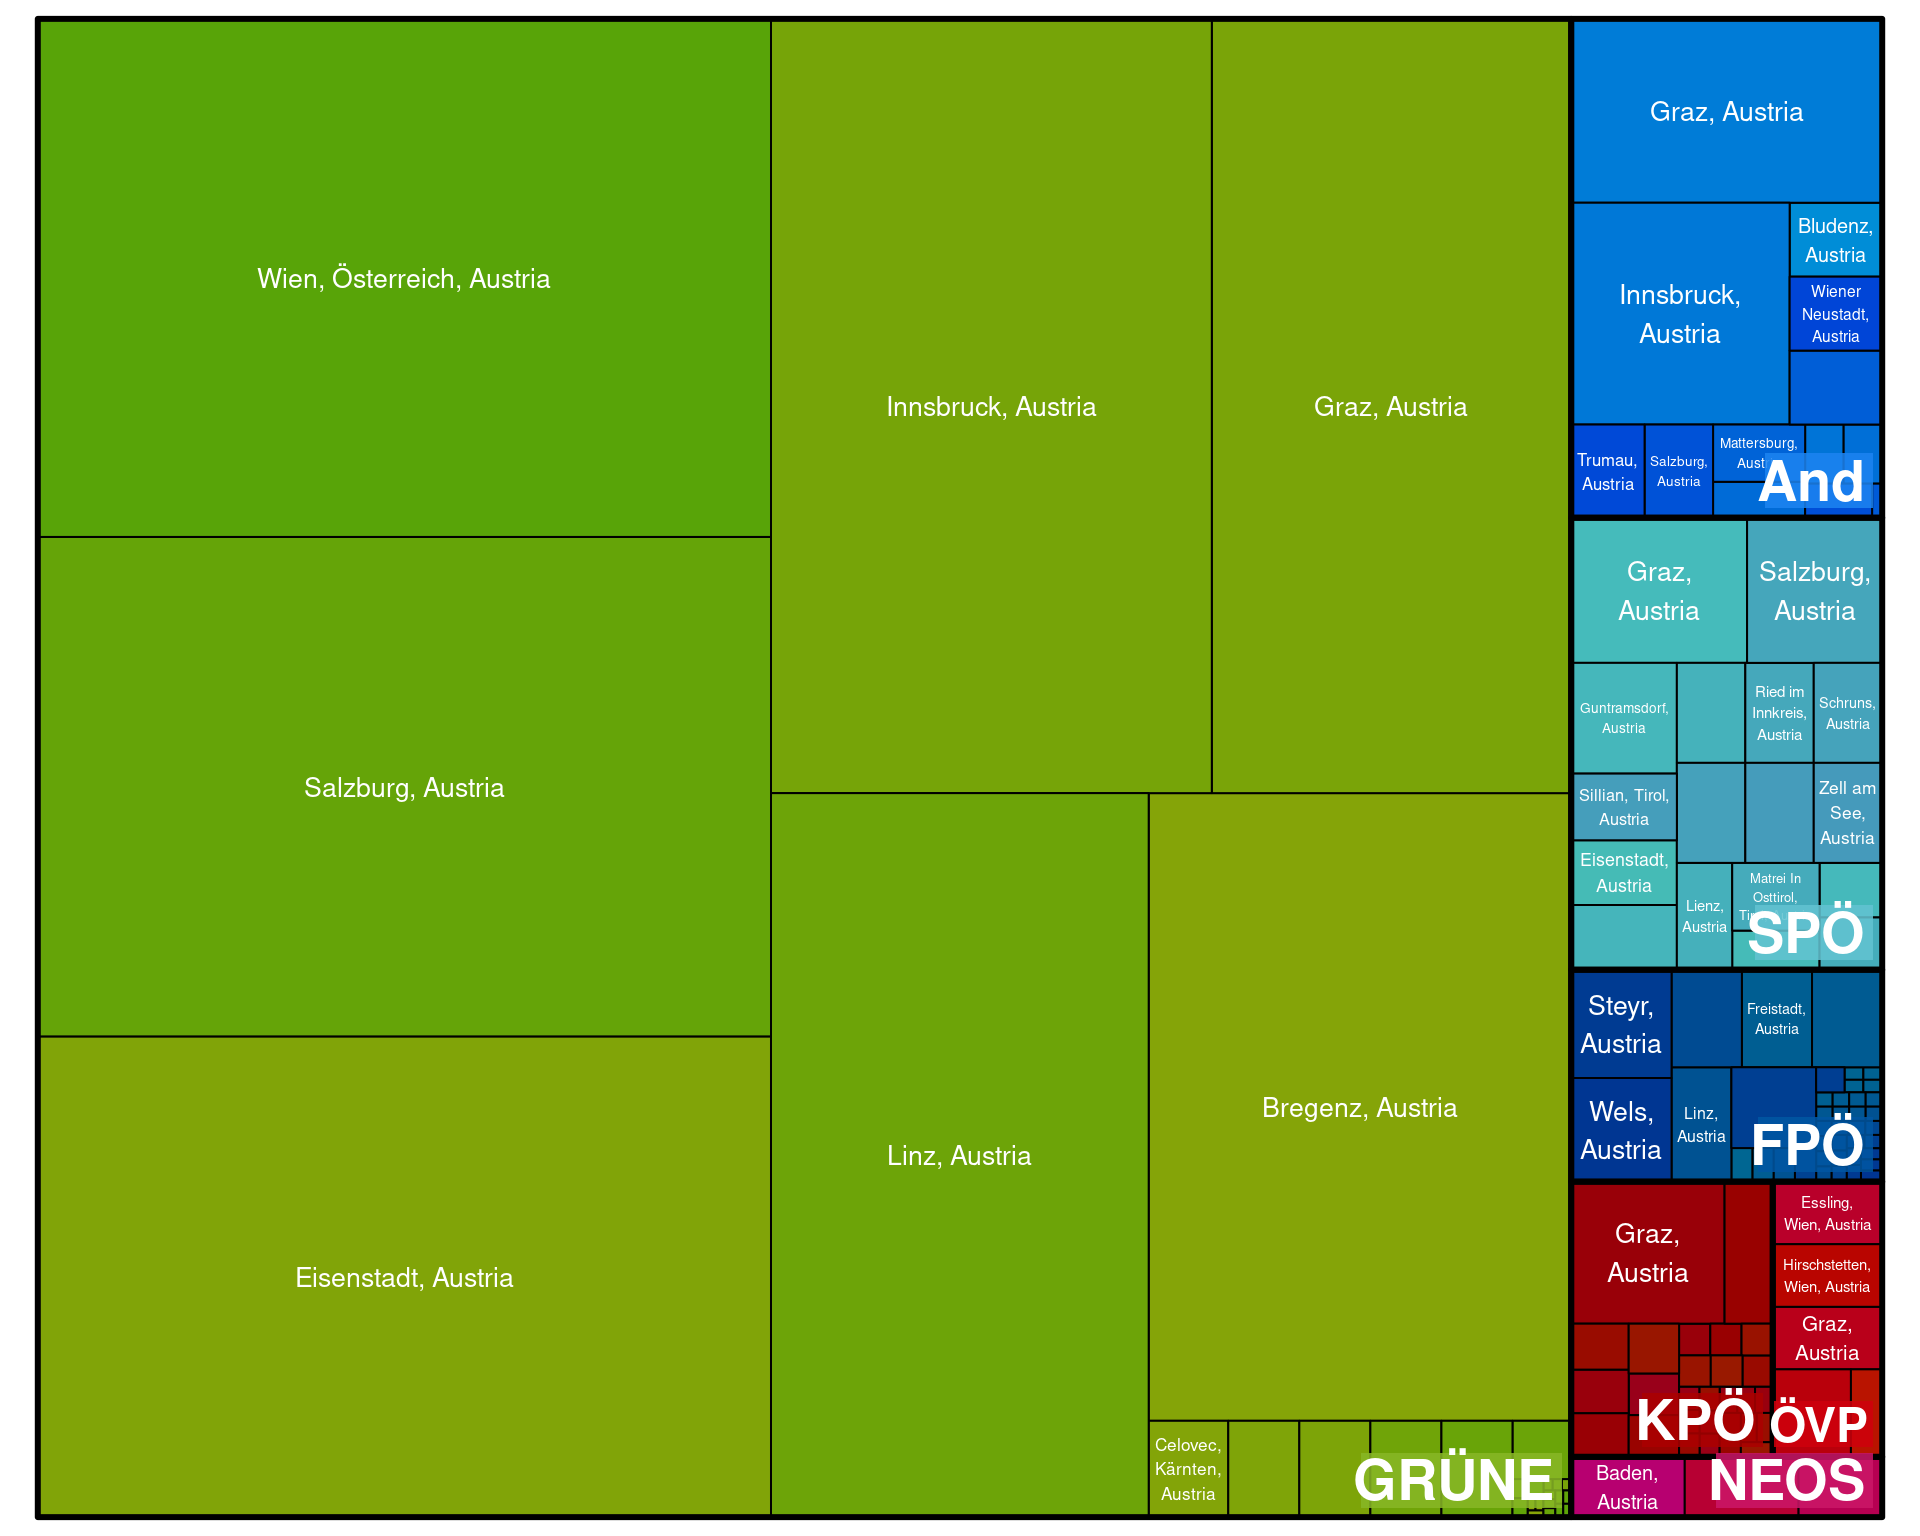 Wien, Österreich, Austria
Salzburg, Austria
Eisenstadt, Austria
Innsbruck, Austria
Graz, Austria
Linz, Austria
Bregenz, Austria
Celovec,
Kärnten,
Austria
GRÜNE
Graz, Austria
Innsbruck,
Austria
Bludenz,
Austria
Wiener
Neustadt,
Austria
Trumau,
Austria
Salzburg,
Austria
Mattersburg,
And
Graz,
Austria
Salzburg,
Austria
Guntramsdorf,
Austria
Ried im
Innkreis,
Austria
Schruns,
Austria
Sillian, Tirol,
Austria
Zell am
See,
Austria
Eisenstadt,
Austria
Lienz,
Austria
Matrei In
Osttirol,
SPÖ
Steyr,
Austria
Freistadt,
Austria
Wels,
Austria
Linz,
Austria
FPÖ
Graz,
Austria
KPÖ
Essling,
Wien, Austria
Hirschstetten,
Wien, Austria
Graz,
Austria
ÖVP
Baden,
Austria
NEOS